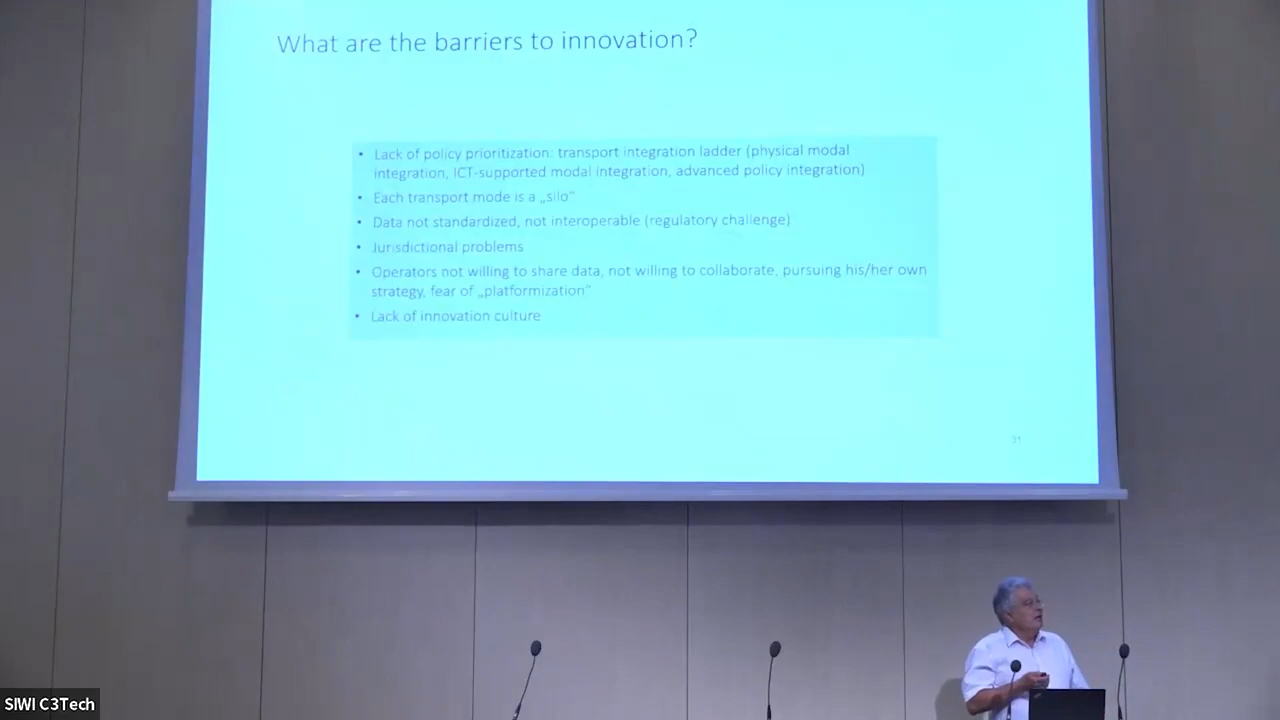 What are the barriers to innovation?
• Lack of policy prioritization: transport integration ladder (physical modal
integration, ICT-supported modal integration, advanced policy integration)
• Each transport mode is a „silo"
• Data not standardized, not interoperable (regulatory challenge)
• Jurisdictional problems
• Operators not willing to share data, not willing to collaborate, pursuing his/her own
strategy, fear of „platformization"
• Lack of innovation culture
31
SIWI C3Tech